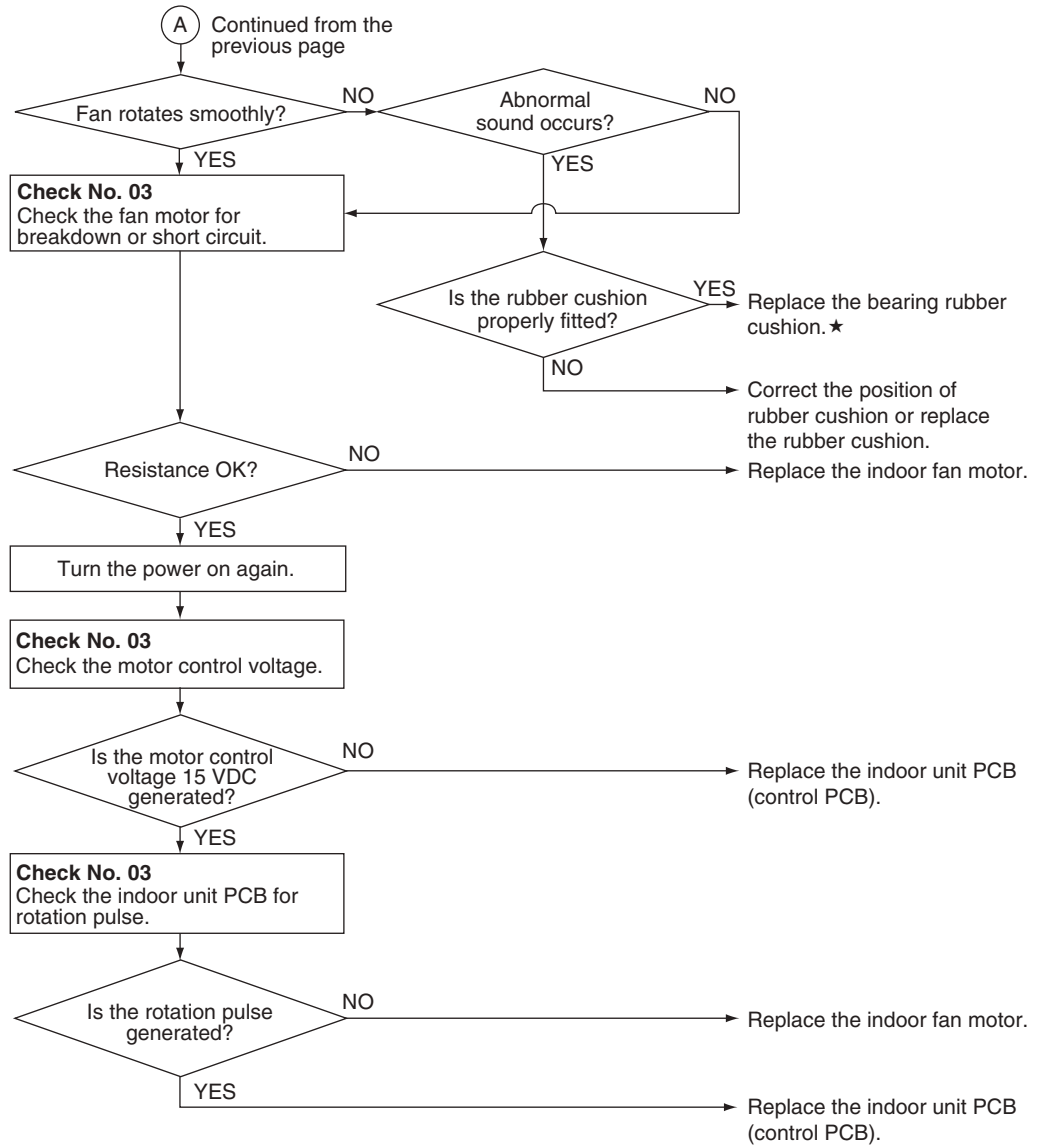 A
Continued from the
previous page
Fan rotates smoothly?
NO
Abnormal
sound occurs?
NO
YES
YES
Check No. 03
Check the fan motor for
breakdown or short circuit.
Is the rubber cushion
properly fitted?
YES
Replace the bearing rubber
cushion.★
NO
Correct the position of
rubber cushion or replace
the rubber cushion.
Resistance OK?
NO
Replace the indoor fan motor.
YES
Turn the power on again.
Check No. 03
Check the motor control voltage.
Is the motor control
voltage 15 VDC
generated?
NO
Replace the indoor unit PCB
(control PCB).
YES
Check No. 03
Check the indoor unit PCB for
rotation pulse.
Is the rotation pulse
generated?
NO
Replace the indoor fan motor.
YES
Replace the indoor unit PCB
(control PCB).